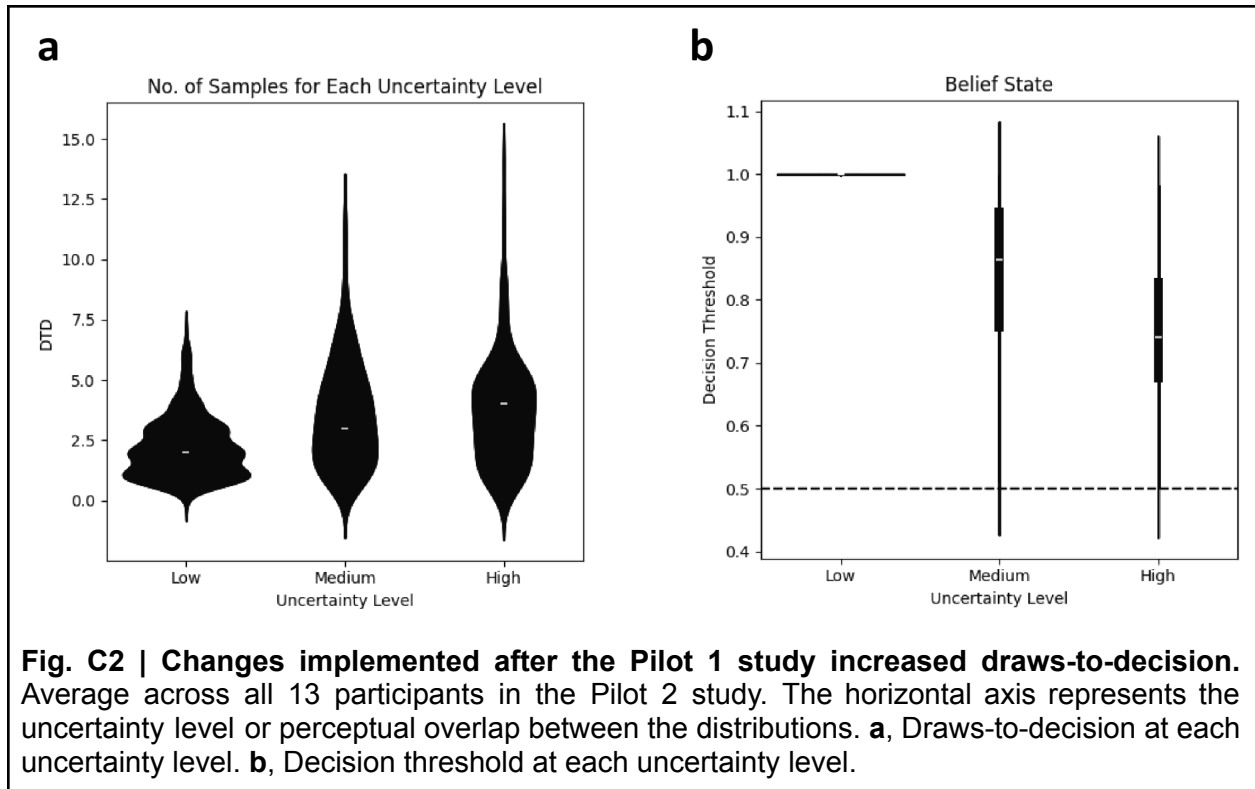 a
No. of Samples for Each Uncertainty Level
15.0
12.5
10.0
7.5
5.0
2.5
0.0
DTD
Low
Medium
High
Uncertainty Level
b
Belief State
1.1
1.0
0.9
0.8
0.7
0.6
0.5
0.4
Decision Threshold
Low
Medium
High
Uncertainty Level
Fig. C2 | Changes implemented after the Pilot 1 study increased draws-to-decision.
Average across all 13 participants in the Pilot 2 study. The horizontal axis represents the
uncertainty level or perceptual overlap between the distributions. a, Draws-to-decision at each
uncertainty level. b, Decision threshold at each uncertainty level.